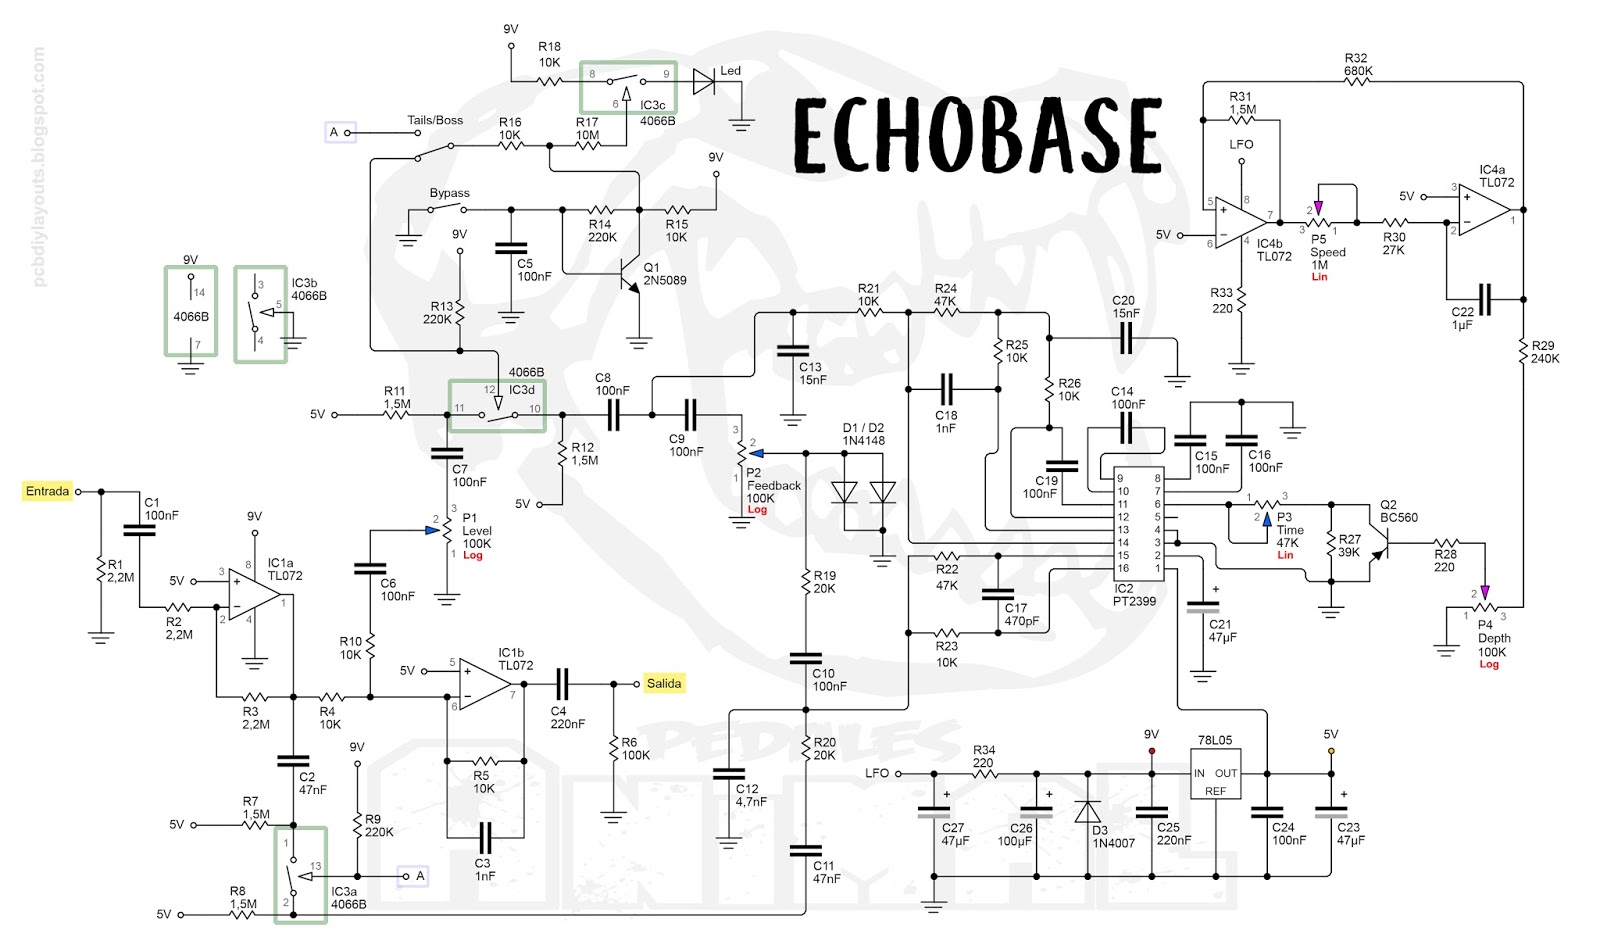 pcbdiylayouts.blogspot.com
ECHOBASE
PEDALES
9V
R18
10K
8
9
6
IC3c
4066B
Led
A
Tails/Boss
R16
10K
R17
10M
9V
Bypass
R14
220K
R15
10K
C5
100nF
Q1
2N5089
9V
R13
220K
9V
14
4066B
7
3
5
4
IC3b
4066B
R11
1,5M
5V
4066B
IC3d
12
11
10
C8
100nF
R12
1,5M
5V
C7
100nF
C9
100nF
3
2
1
P2
Feedback
100K
Log
D1 / D2
1N4148
C13
15nF
R21
10K
R24
47K
R25
10K
C18
1nF
C20
15nF
R26
10K
C14
100nF
C19
100nF
C15
100nF
C16
100nF
9
10
11
12
13
14
15
16
8
7
6
5
4
3
2
1
IC2
PT2399
R22
47K
C17
470pF
R23
10K
C21
47µF
+
1
3
2
P3
Time
47K
Lin
R27
39K
Q2
BC560
R28
220
2
1
3
P4
Depth
100K
Log
R32
680K
R31
1,5M
LFO
8
5
+
6
−
7
4
5V
IC4b
TL072
R33
220
2
3
1
P5
Speed
1M
Lin
R30
27K
IC4a
TL072
5V
3
+
2
−
1
C22
1µF
R29
240K
Entrada
C1
100nF
R1
2,2M
R2
2,2M
9V
IC1a
TL072
5V
3
+
8
2
−
4
1
R3
2,2M
R4
10K
C6
100nF
R10
10K
3
2
1
P1
Level
100K
Log
IC1b
TL072
5V
5
+
6
−
7
C4
220nF
Salida
R6
100K
R5
10K
C3
1nF
C2
47nF
R7
1,5M
5V
9V
R9
220K
1
13
2
IC3a
4066B
A
R8
1,5M
5V
R19
20K
C10
100nF
R20
20K
C12
4,7nF
C11
47nF
LFO
R34
220
9V
78L05
IN OUT
REF
5V
+
C27
47µF
+
C26
100µF
D3
1N4007
C25
220nF
C24
100nF
+
C23
47µF